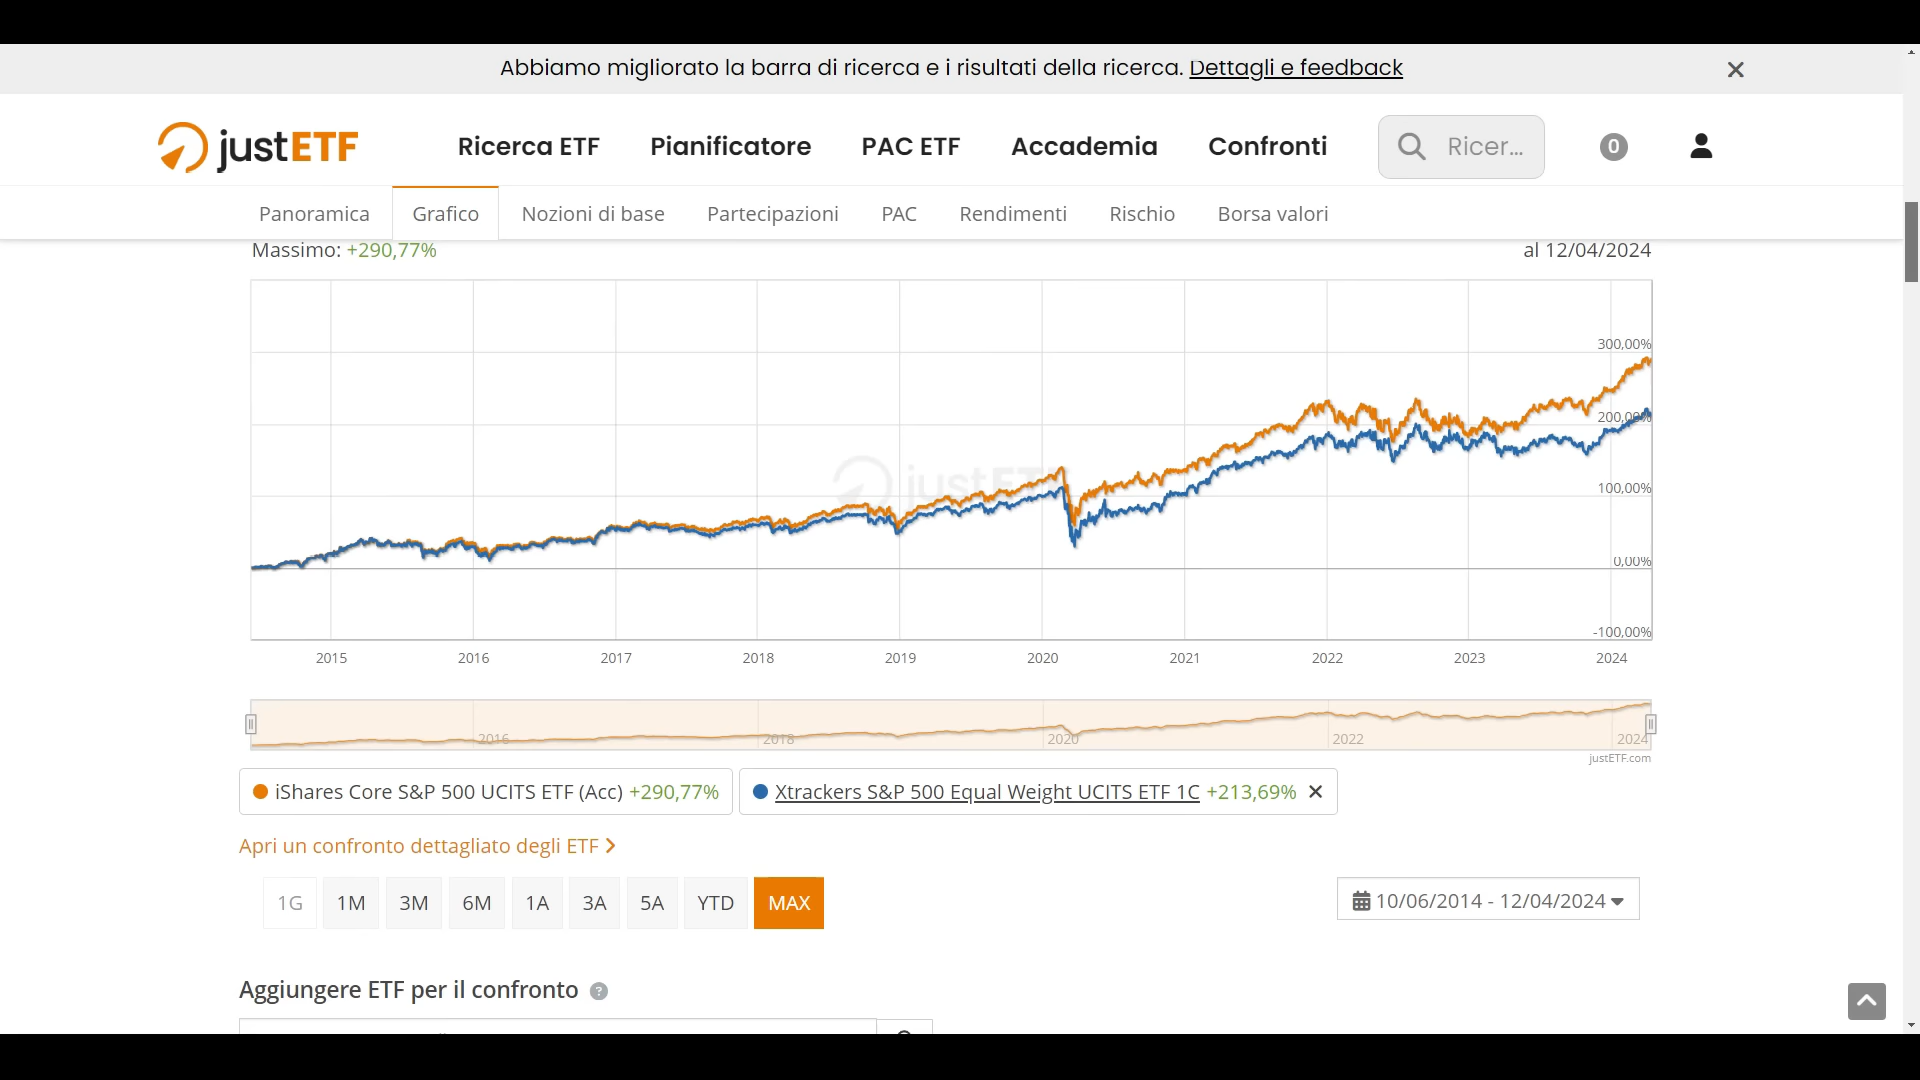 Abbiamo migliorato la barra di ricerca e i risultati della ricerca. Dettagli e feedback
justETF
Ricerca ETF
Pianificatore
PAC ETF
Accademia
Confronti
Ricer...
0
Panoramica
Grafico
Nozioni di base
Partecipazioni
PAC
Rendimenti
Rischio
Borsa valori
Massimo: +290,77%
al 12/04/2024
300,00%
200,00%
100,00%
0,00%
-100,00%
justETF
2015
2016
2017
2018
2019
2020
2021
2022
2023
2024
2016
2018
2020
2022
2024
justETF.com
iShares Core S&P 500 UCITS ETF (Acc) +290,77%
Xtrackers S&P 500 Equal Weight UCITS ETF 1C +213,69%
Apri un confronto dettagliato degli ETF
1G
1M
3M
6M
1A
3A
5A
YTD
MAX
10/06/2014 - 12/04/2024
Aggiungere ETF per il confronto ?